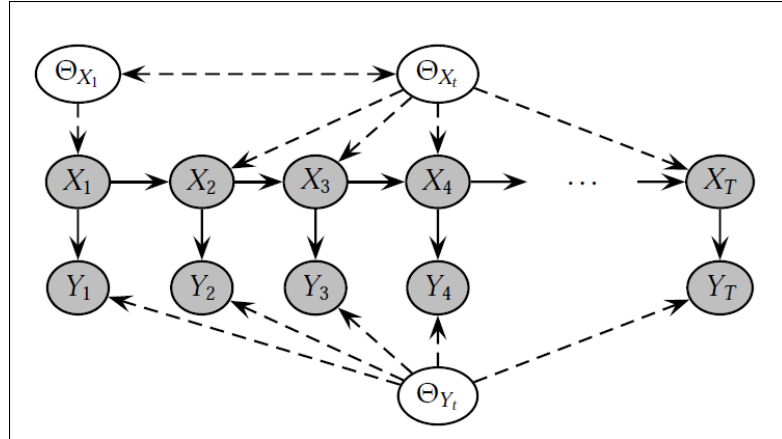 Θ_{X_1} Θ_{X_t}
X_1 X_2 X_3 X_4 ... X_T
Y_1 Y_2 Y_3 Y_4 Y_T
Θ_{Y_t}